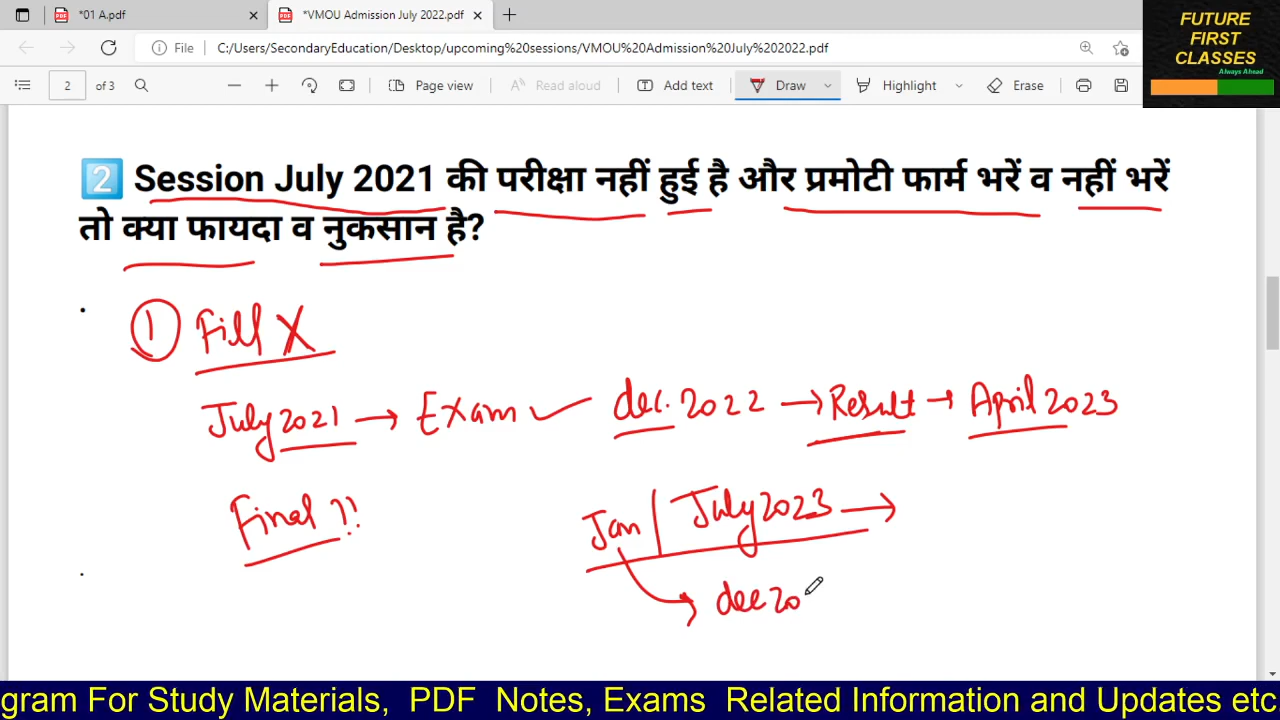 *01 A.pdf
*VMOU Admission July 2022.pdf
FUTURE
FIRST
CLASSES
Always Ahead
File
C:/Users/SecondaryEducation/Desktop/upcoming%20sessions/VMOU%20Admission%20July%202022.pdf
2 of 3
Page view
Read aloud
Add text
Draw
Highlight
Erase
2 Session July 2021 की परीक्षा नहीं हुई है और प्रमोटी फार्म भरें व नहीं भरें
तो क्या फायदा व नुकसान है?
① Fill X
July 2021 → Exam ✓ dec. 2022 → Result → April 2023
Final ??
Jan | July 2023 →
→ dec 20
gram For Study Materials, PDF Notes, Exams Related Information and Updates etc